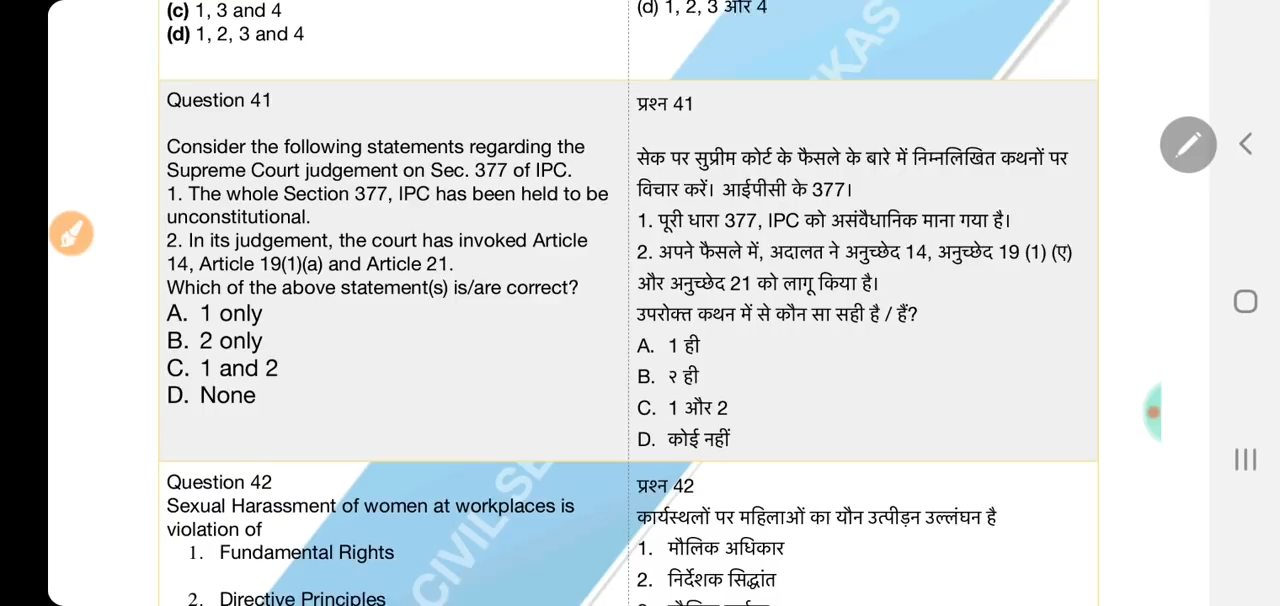 (c) 1, 3 and 4
(d) 1, 2, 3 and 4
(d) 1, 2, 3 और 4
KAS
Question 41
Consider the following statements regarding the
Supreme Court judgement on Sec. 377 of IPC.
1. The whole Section 377, IPC has been held to be
unconstitutional.
2. In its judgement, the court has invoked Article
14, Article 19(1)(a) and Article 21.
Which of the above statement(s) is/are correct?
A. 1 only
B. 2 only
C. 1 and 2
D. None
प्रश्न 41
सेक पर सुप्रीम कोर्ट के फैसले के बारे में निम्नलिखित कथनों पर
विचार करें। आईपीसी के 377।
1. पूरी धारा 377, IPC को असंवैधानिक माना गया है।
2. अपने फैसले में, अदालत ने अनुच्छेद 14, अनुच्छेद 19 (1) (ए)
और अनुच्छेद 21 को लागू किया है।
उपरोक्त कथन में से कौन सा सही है / हैं?
A. 1 ही
B. २ ही
C. 1 और 2
D. कोई नहीं
Question 42
Sexual Harassment of women at workplaces is
violation of
1. Fundamental Rights
2. Directive Principles
CIVIL SE
प्रश्न 42
कार्यस्थलों पर महिलाओं का यौन उत्पीड़न उल्लंघन है
1. मौलिक अधिकार
2. निर्देशक सिद्धांत